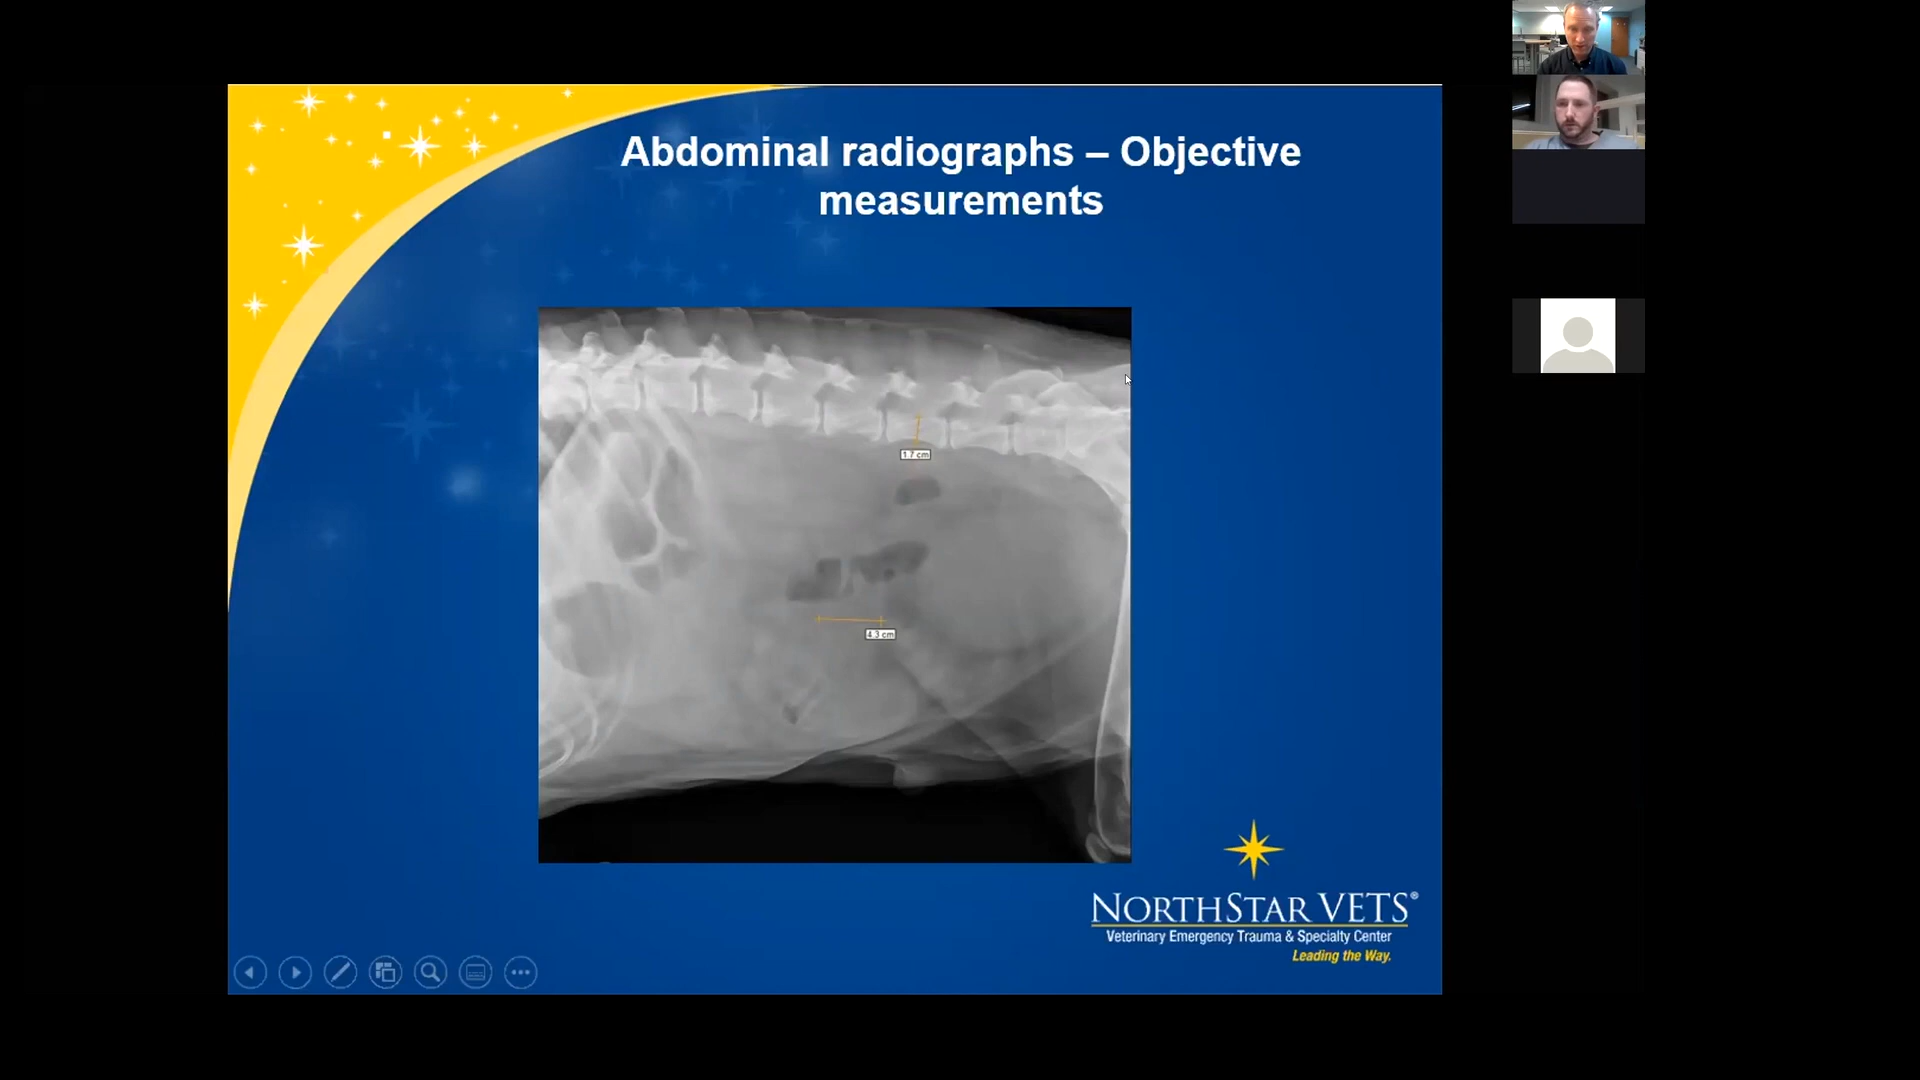 Abdominal radiographs – Objective
measurements
1.7 cm
4.3 cm
NORTHSTAR VETS®
Veterinary Emergency Trauma & Specialty Center
Leading the Way.